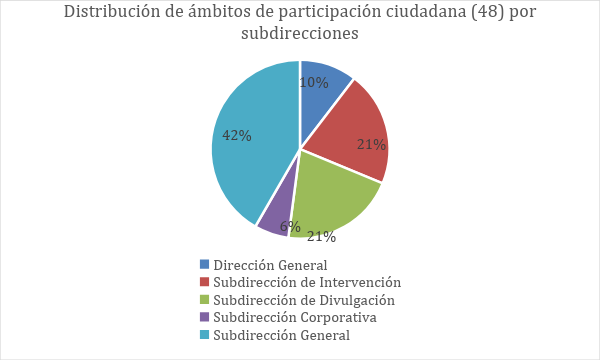 Distribución de ámbitos de participación ciudadana (48) por
subdirecciones
10%
21%
42%
6%
21%
Dirección General
Subdirección de Intervención
Subdirección de Divulgación
Subdirección Corporativa
Subdirección General